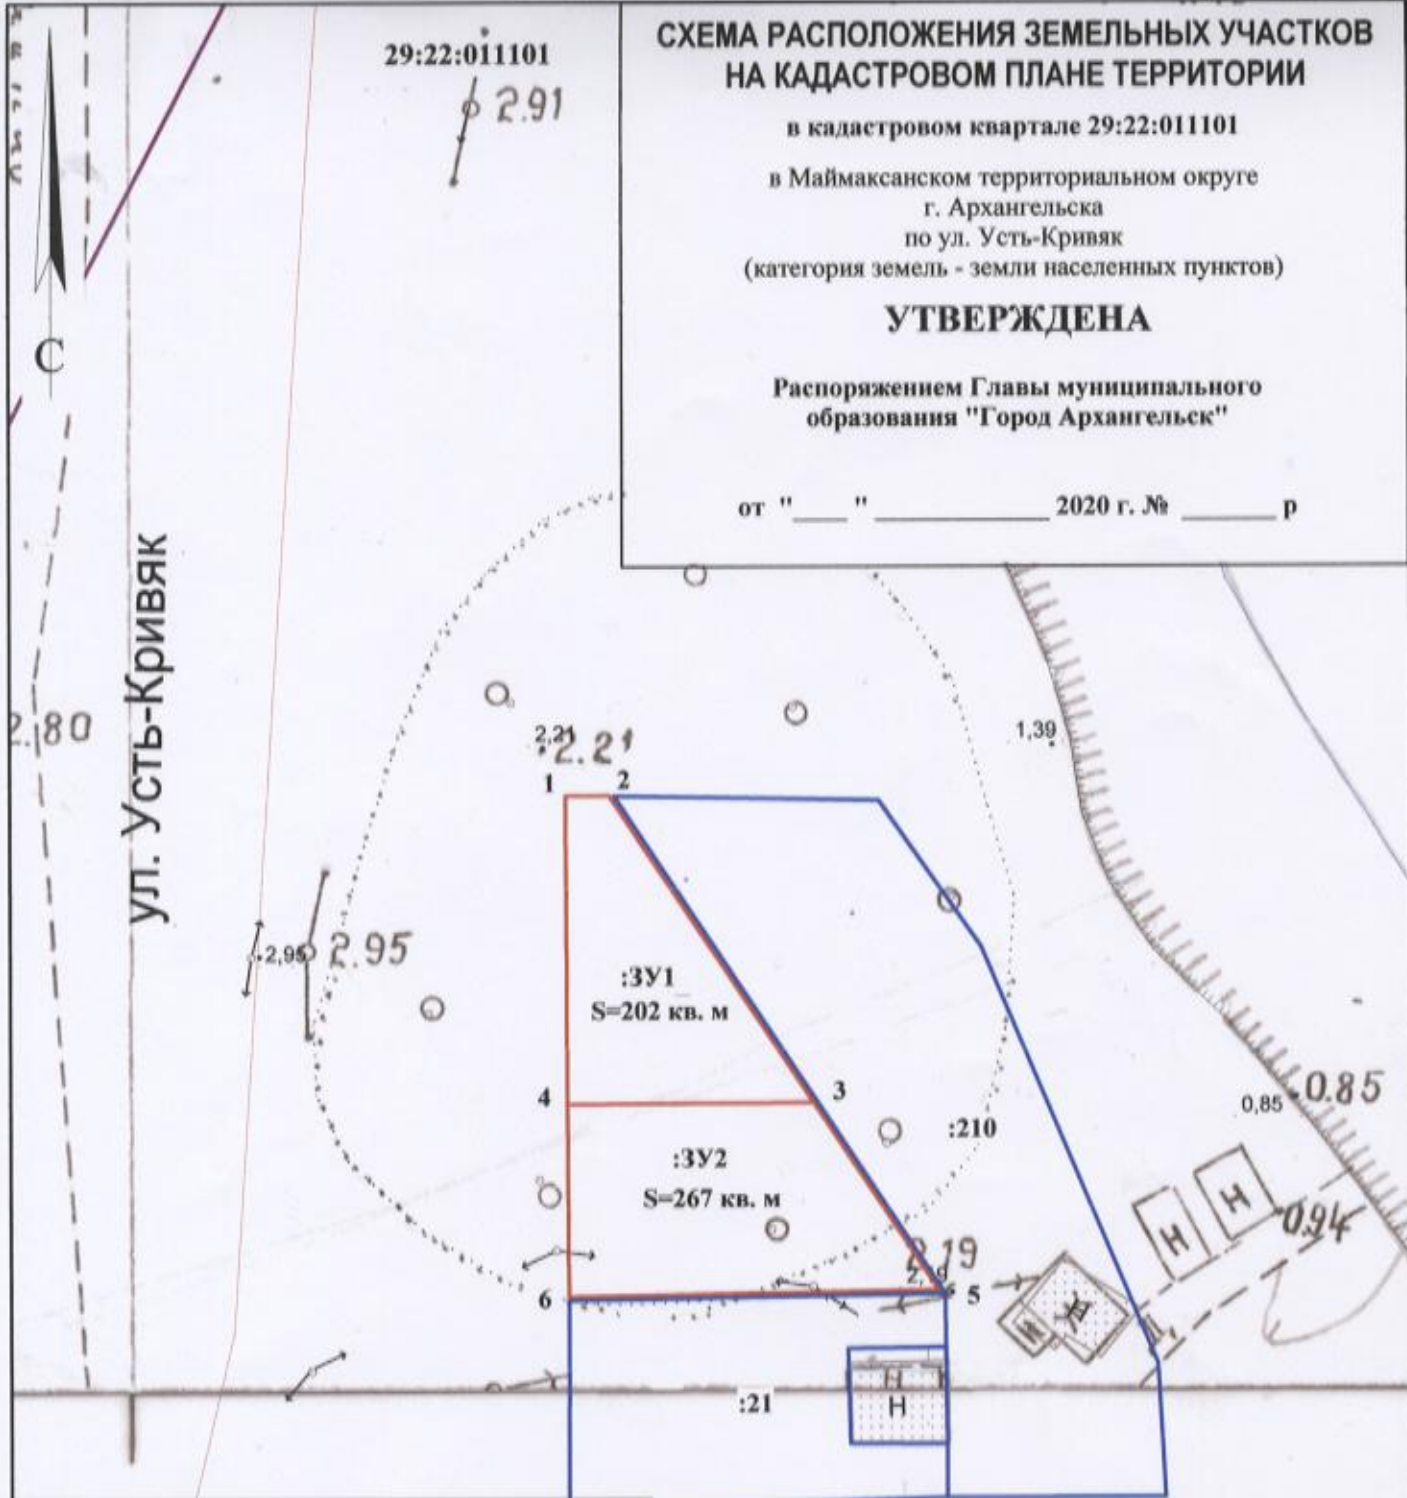 29:22:011101
2.91
СХЕМА РАСПОЛОЖЕНИЯ ЗЕМЕЛЬНЫХ УЧАСТКОВ
НА КАДАСТРОВОМ ПЛАНЕ ТЕРРИТОРИИ
в кадастровом квартале 29:22:011101
в Маймаксанском территориальном округе
г. Архангельска
по ул. Усть-Кривяк
(категория земель - земли населенных пунктов)
УТВЕРЖДЕНА
Распоряжением Главы муниципального
образования "Город Архангельск"
от "____ " ____________ 2020 г. № _______ р
С
ул. Усть-Кривяк
2.80
2,21
2.21
1,39
1
2
2,95
2.95
:ЗУ1
S=202 кв. м
4
3
:210
0,85
0.85
:ЗУ2
S=267 кв. м
Н
Н
0.94
2.19
6
5
:21
Н
Н